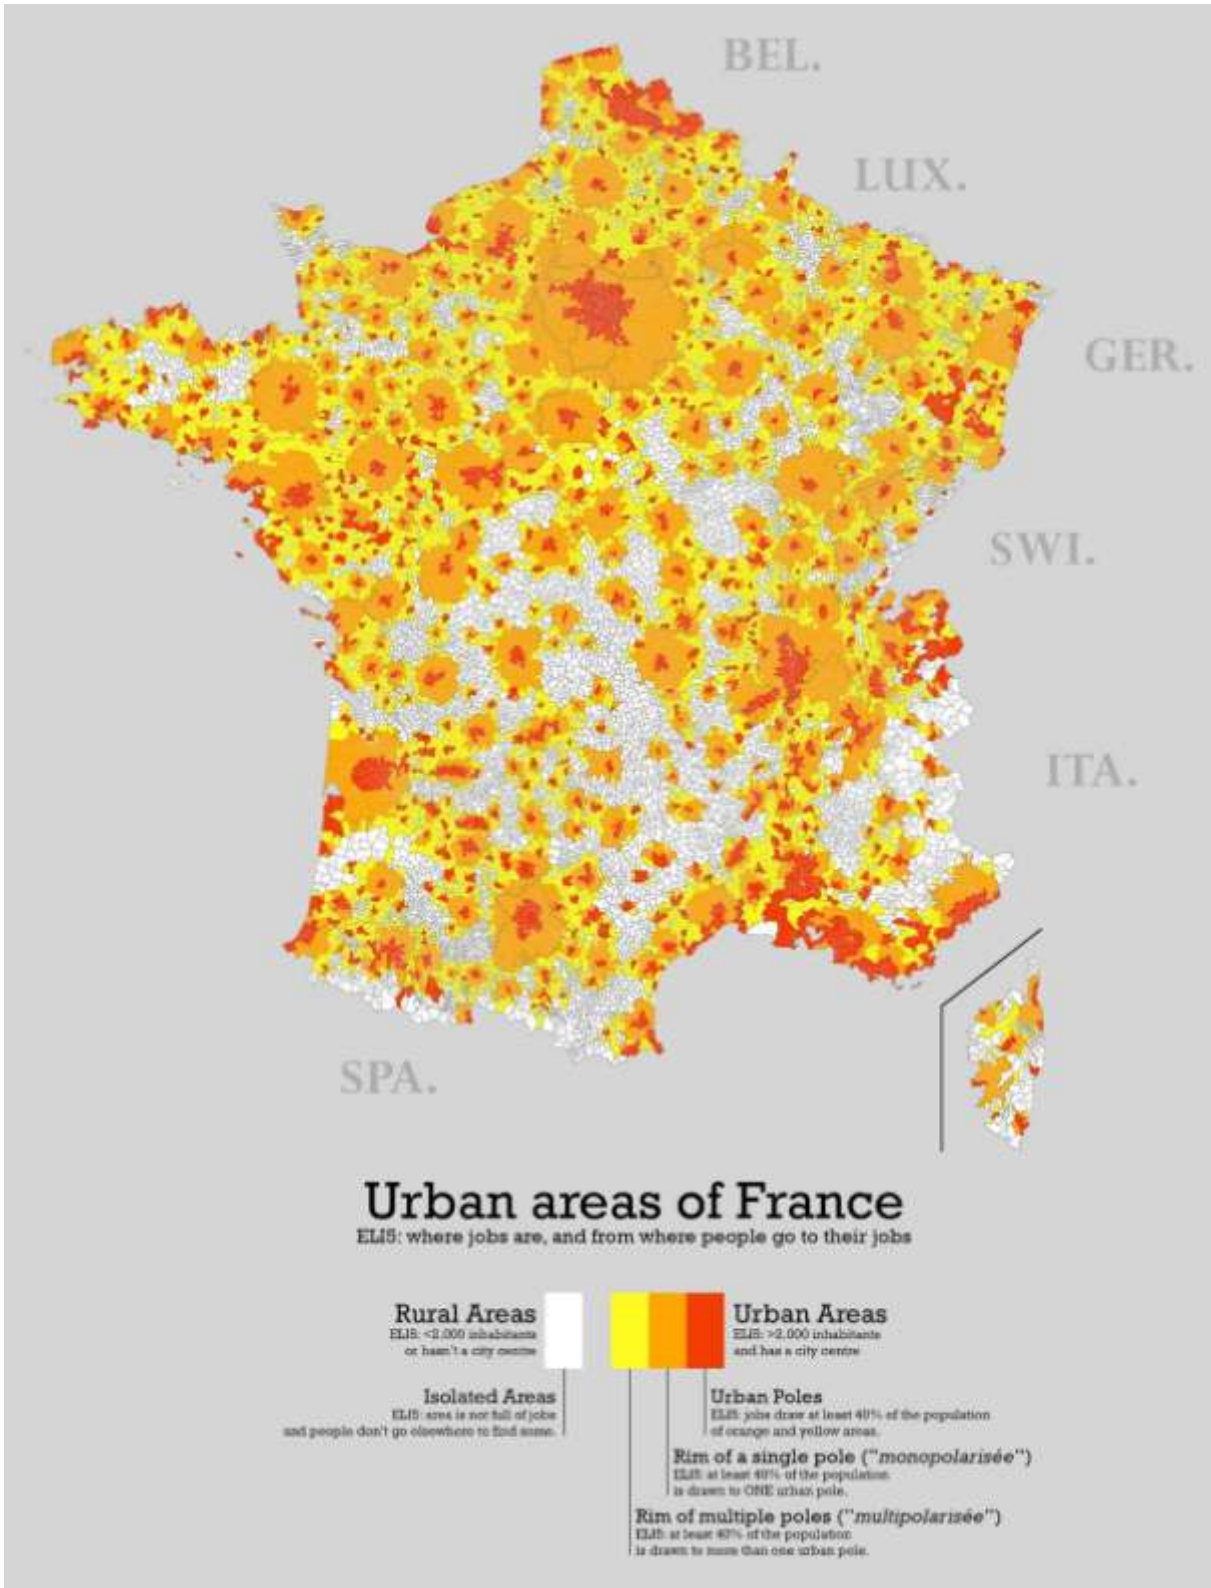 BEL.
LUX.
GER.
SWI.
ITA.
SPA.
Urban areas of France
ELI5: where jobs are, and from where people go to their jobs
Rural Areas
ELI5: <2.000 inhabitants
or hasn't a city centre
Urban Areas
ELI5: >2.000 inhabitants
and has a city centre
Isolated Areas
ELI5: area is not full of jobs
and people don't go elsewhere to find some.
Urban Poles
ELI5: jobs draw at least 40% of the population
of orange and yellow areas.
Rim of a single pole ("monopolarisée")
ELI5: at least 40% of the population
is drawn to ONE urban pole.
Rim of multiple poles ("multipolarisée")
ELI5: at least 40% of the population
is drawn to more than one urban pole.